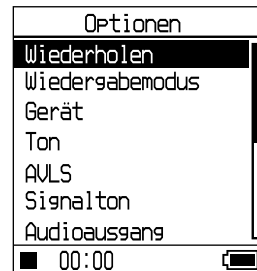 Optionen
Wiederholen
Wiedergabemodus
Gerät
Ton
AVLS
Signalton
Audioausgang
00:00